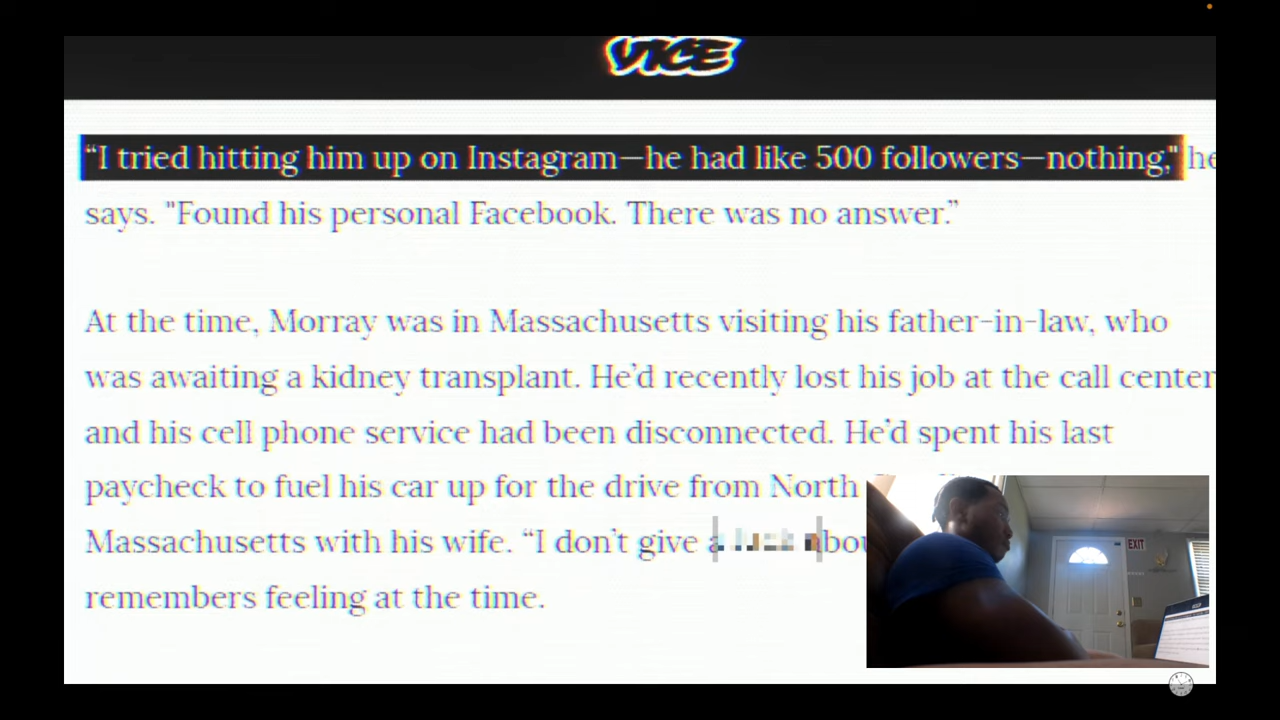 VICE
“I tried hitting him up on Instagram—he had like 500 followers—nothing," he
says. "Found his personal Facebook. There was no answer.”
At the time, Morray was in Massachusetts visiting his father-in-law, who
was awaiting a kidney transplant. He’d recently lost his job at the call center
and his cell phone service had been disconnected. He’d spent his last
paycheck to fuel his car up for the drive from North
Massachusetts with his wife. “I don’t give a
remembers feeling at the time.
EXIT